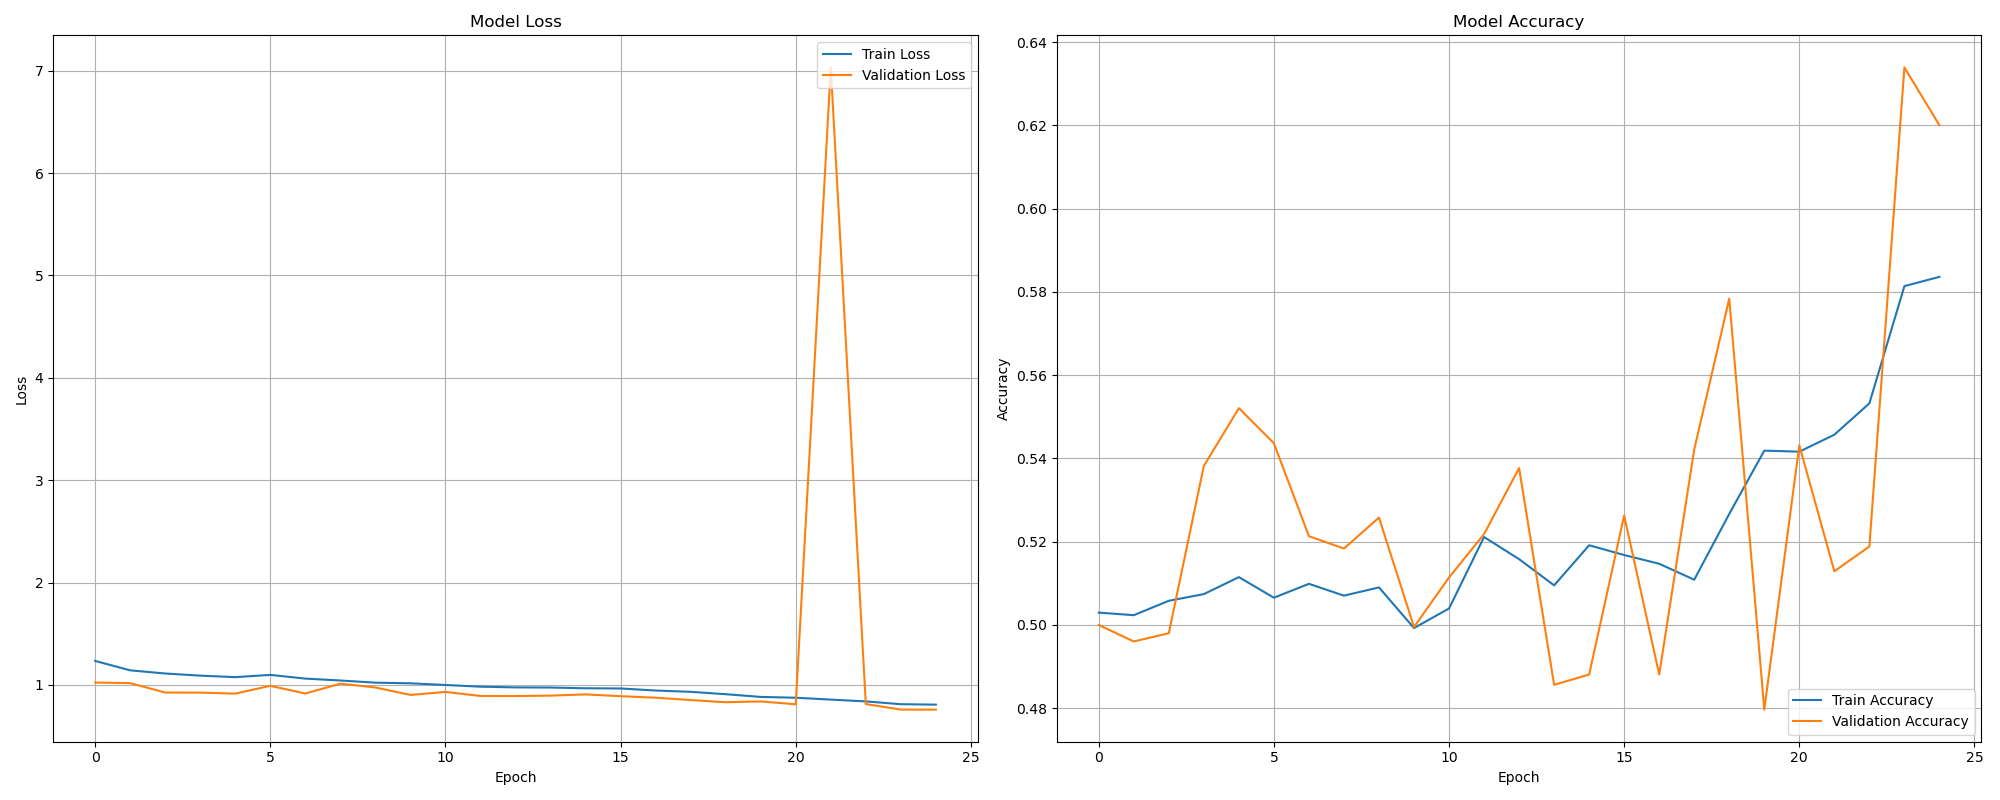 Model Loss
7
6
5
4
3
2
1
Loss
0
5
10
15
20
25
Epoch
Train Loss
Validation Loss
Model Accuracy
0.64
0.62
0.60
0.58
0.56
0.54
0.52
0.50
0.48
Accuracy
0
5
10
15
20
25
Epoch
Train Accuracy
Validation Accuracy